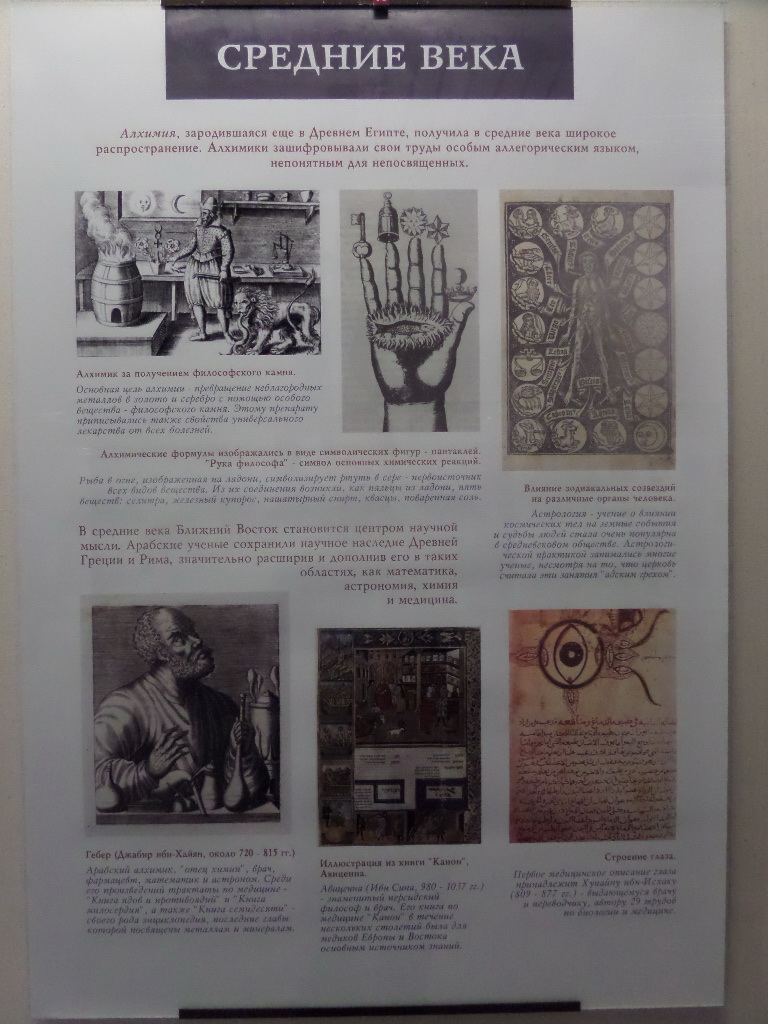 СРЕДНИЕ ВЕКА
Алхимия, зародившаяся еще в Древнем Египте, получила в средние века широкое
распространение. Алхимики зашифровывали свои труды особым аллегорическим языком,
непонятным для непосвященных.
Алхимик за получением философского камня.
Основная цель алхимии - превращение неблагородных
металлов в золото и серебро с помощью особого
вещества - философского камня. Этому препарату
приписывались также свойства универсального
лекарства от всех болезней.
Алхимические формулы изображались в виде символических фигур - пантаклей.
"Рука философа" - символ основных химических реакций.
Рыба в огне, изображенная на ладони, символизирует ртуть в сере - первоисточник
всех видов вещества. Из их соединения возникли, как пальцы из ладони, пять
веществ: селитра, железный купорос, нашатырный спирт, квасцы, поваренная соль.
Влияние зодиакальных созвездий
на различные органы человека.
Астрология - учение о влиянии
космических тел на земные события
и судьбы людей стала очень популярна
в средневековом обществе. Астрологи-
ческой практикой занимались многие
ученые, несмотря на то, что церковь
считала эти занятия "адским грехом".
В средние века Ближний Восток становится центром научной
мысли. Арабские ученые сохранили научное наследие Древней
Греции и Рима, значительно расширив и дополнив его в таких
областях, как математика,
астрономия, химия
и медицина.
Гебер (Джабир ибн-Хайян, около 720 - 815 гг.)
Арабский алхимик, "отец химии", врач,
фармацевт, математик и астроном. Среди
его произведений трактаты по медицине -
"Книга ядов и противоядий" и "Книга
милосердия", а также "Книга семидесяти" -
своего рода энциклопедия, последние главы
которой посвящены металлам и минералам.
Иллюстрация из книги "Канон",
Авиценна.
Авиценна (Ибн Сина, 980 - 1037 гг.)
- знаменитый персидский
философ и врач. Его книга по
медицине "Канон" в течение
нескольких столетий была для
медиков Европы и Востока
основным источником знаний.
Строение глаза.
Первое медицинское описание глаза
принадлежит Хунайну ибн-Исхаку
(809 - 877 гг.) - выдающемуся врачу
и переводчику, автору 29 трудов
по биологии и медицине.